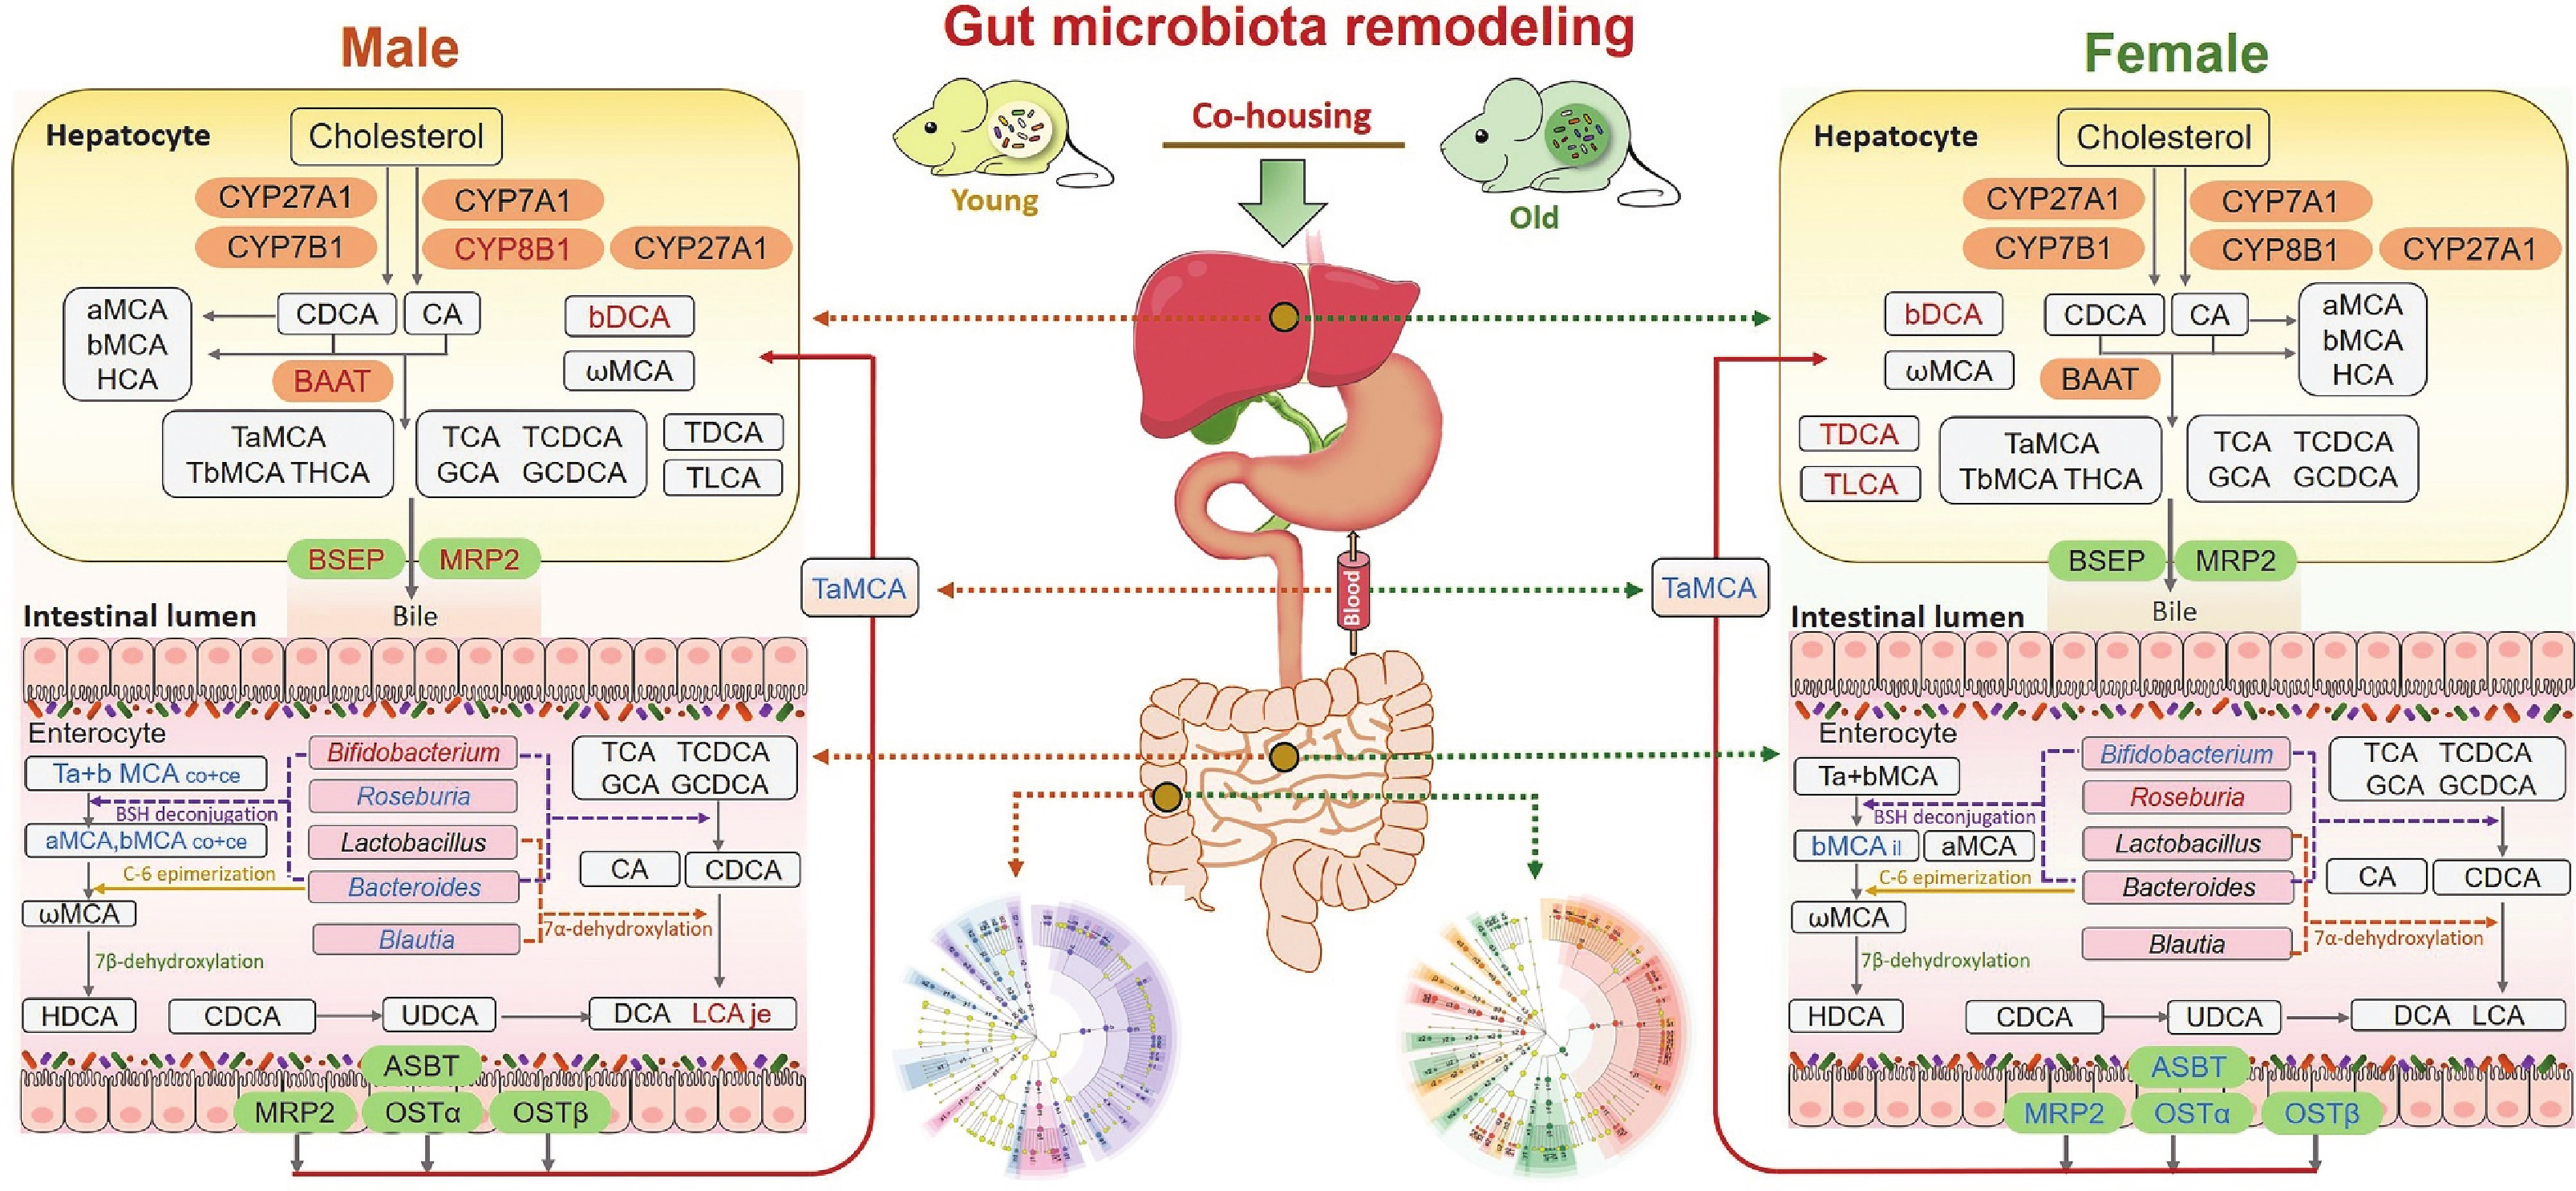 Gut microbiota remodeling
Male
Hepatocyte
Cholesterol
CYP27A1
CYP7A1
CYP7B1
CYP8B1
CYP27A1
aMCA
bMCA
HCA
CDCA
CA
bDCA
ωMCA
BAAT
TaMCA
TbMCA THCA
TCA TCDCA
GCA GCDCA
TDCA
TLCA
BSEP
MRP2
Bile
Intestinal lumen
Enterocyte
Ta+b MCA co+ce
BSH deconjugation
aMCA,bMCA co+ce
C-6 epimerization
ωMCA
7β-dehydroxylation
HDCA
Bifidobacterium
Roseburia
Lactobacillus
Bacteroides
Blautia
TCA TCDCA
GCA GCDCA
CA
CDCA
7α-dehydroxylation
CDCA
UDCA
DCA LCA je
ASBT
MRP2
OSTα
OSTβ
Young
Co-housing
Old
TaMCA
Blood
TaMCA
Female
Hepatocyte
Cholesterol
CYP27A1
CYP7A1
CYP7B1
CYP8B1
CYP27A1
bDCA
ωMCA
CDCA
CA
aMCA
bMCA
HCA
BAAT
TDCA
TLCA
TaMCA
TbMCA THCA
TCA TCDCA
GCA GCDCA
BSEP
MRP2
Bile
Intestinal lumen
Enterocyte
Ta+bMCA
BSH deconjugation
bMCA il
aMCA
C-6 epimerization
ωMCA
7β-dehydroxylation
HDCA
Bifidobacterium
Roseburia
Lactobacillus
Bacteroides
Blautia
TCA TCDCA
GCA GCDCA
CA
CDCA
7α-dehydroxylation
CDCA
UDCA
DCA LCA
ASBT
MRP2
OSTα
OSTβ